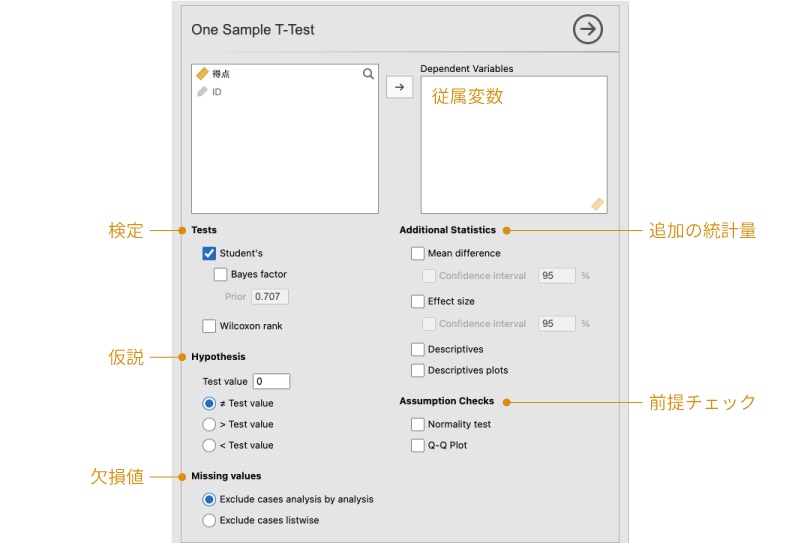 One Sample T-Test
得点
ID
Dependent Variables
従属変数
検定
Tests
Student's
Bayes factor
Prior 0.707
Wilcoxon rank
仮説
Hypothesis
Test value 0
≠ Test value
> Test value
< Test value
欠損値
Missing values
Exclude cases analysis by analysis
Exclude cases listwise
Additional Statistics
追加の統計量
Mean difference
Confidence interval 95 %
Effect size
Confidence interval 95 %
Descriptives
Descriptives plots
Assumption Checks
前提チェック
Normality test
Q-Q Plot